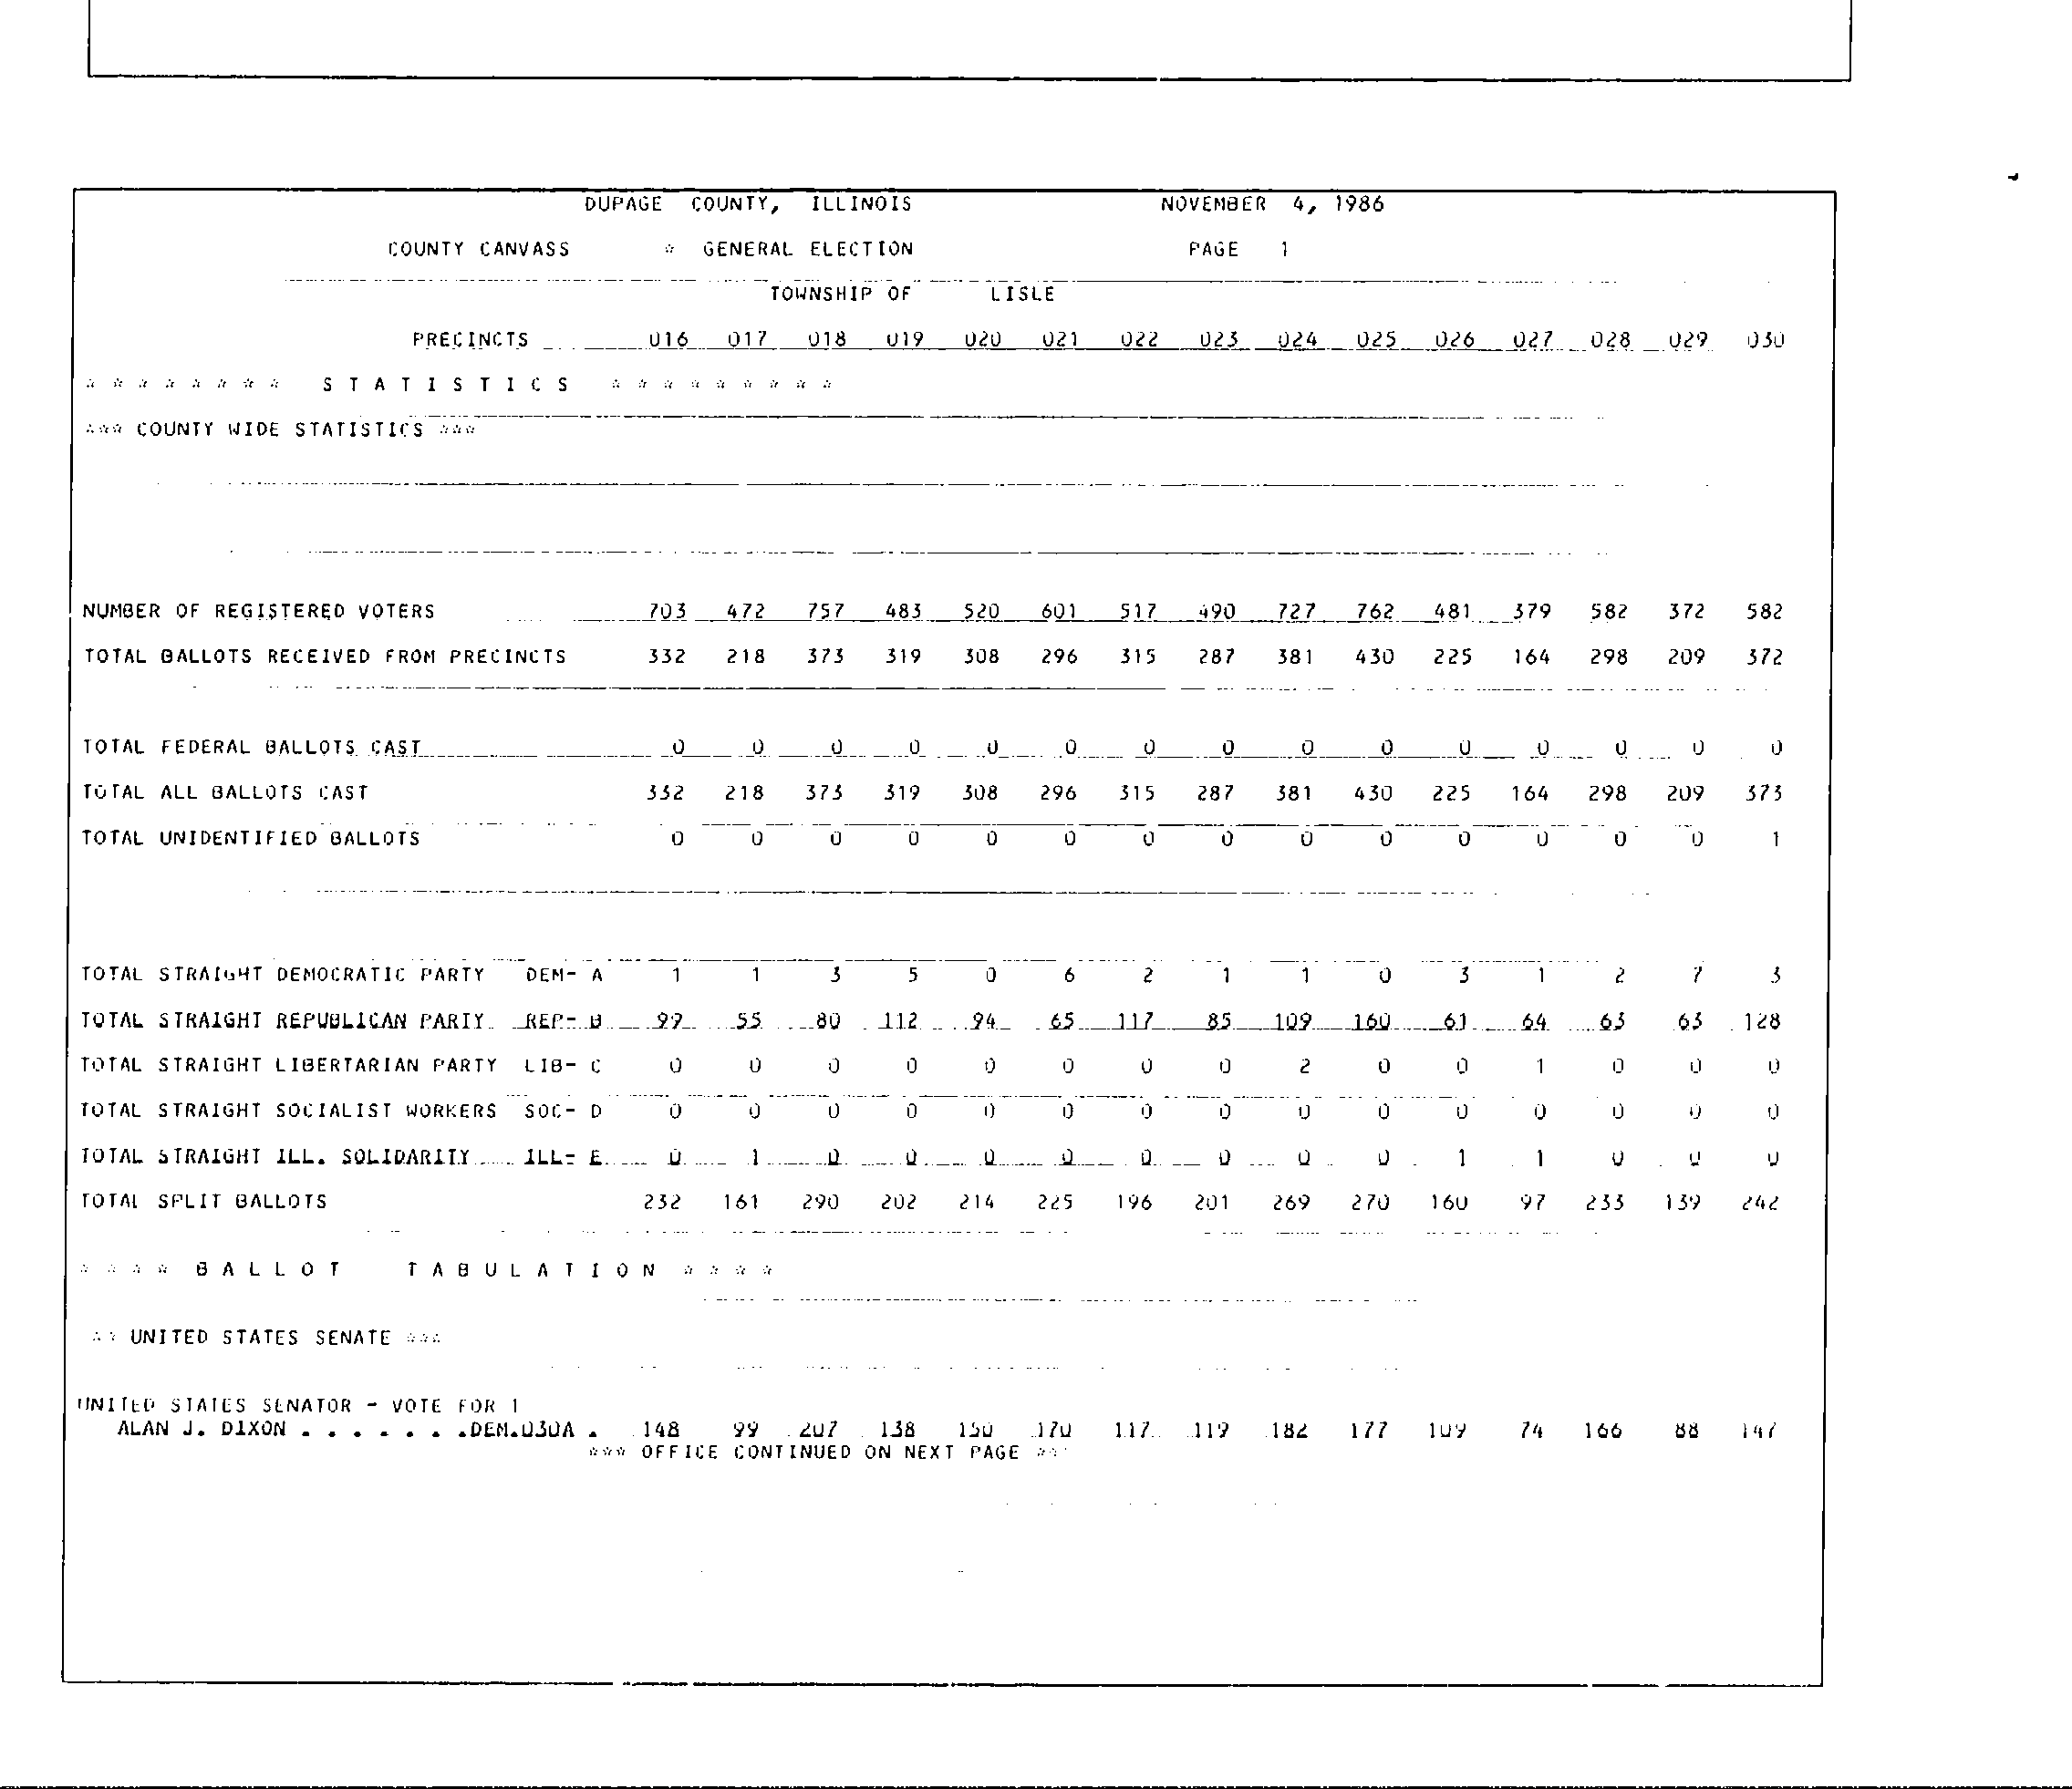 DUPAGE COUNTY, ILLINOIS NOVEMBER 4, 1986
COUNTY CANVASS * GENERAL ELECTION PAGE 1
TOWNSHIP OF LISLE
PRECINCTS 016 017 018 019 020 021 022 023 024 025 026 027 028 029 030
* * * * * * * * S T A T I S T I C S * * * * * * * * *
*** COUNTY WIDE STATISTICS ***
NUMBER OF REGISTERED VOTERS 703 472 757 483 520 601 517 490 727 762 481 379 582 372 582
TOTAL BALLOTS RECEIVED FROM PRECINCTS 332 218 373 319 308 296 315 287 381 430 225 164 298 209 372
TOTAL FEDERAL BALLOTS CAST 0 0 0 0 0 0 0 0 0 0 0 0 0 0 0
TOTAL ALL BALLOTS CAST 332 218 373 319 308 296 315 287 381 430 225 164 298 209 373
TOTAL UNIDENTIFIED BALLOTS 0 0 0 0 0 0 0 0 0 0 0 0 0 0 1
TOTAL STRAIGHT DEMOCRATIC PARTY DEM- A 1 1 3 5 0 6 2 1 1 0 3 1 2 7 3
TOTAL STRAIGHT REPUBLICAN PARTY REP- B 99 55 80 112 94 65 117 85 109 160 61 64 63 63 128
TOTAL STRAIGHT LIBERTARIAN PARTY LIB- C 0 0 0 0 0 0 0 0 2 0 0 1 0 0 0
TOTAL STRAIGHT SOCIALIST WORKERS SOC- D 0 0 0 0 0 0 0 0 0 0 0 0 0 0 0
TOTAL STRAIGHT ILL. SOLIDARITY ILL- E 0 1 0 0 0 0 0 0 0 0 1 1 0 0 0
TOTAL SPLIT BALLOTS 232 161 290 202 214 225 196 201 269 270 160 97 233 139 242
* * * * B A L L O T T A B U L A T I O N * * * *
** UNITED STATES SENATE ***
UNITED STATES SENATOR - VOTE FOR 1
ALAN J. DIXON . . . . . . .DEM.030A . 148 99 207 138 150 170 117 119 182 177 109 74 166 88 147
*** OFFICE CONTINUED ON NEXT PAGE ***